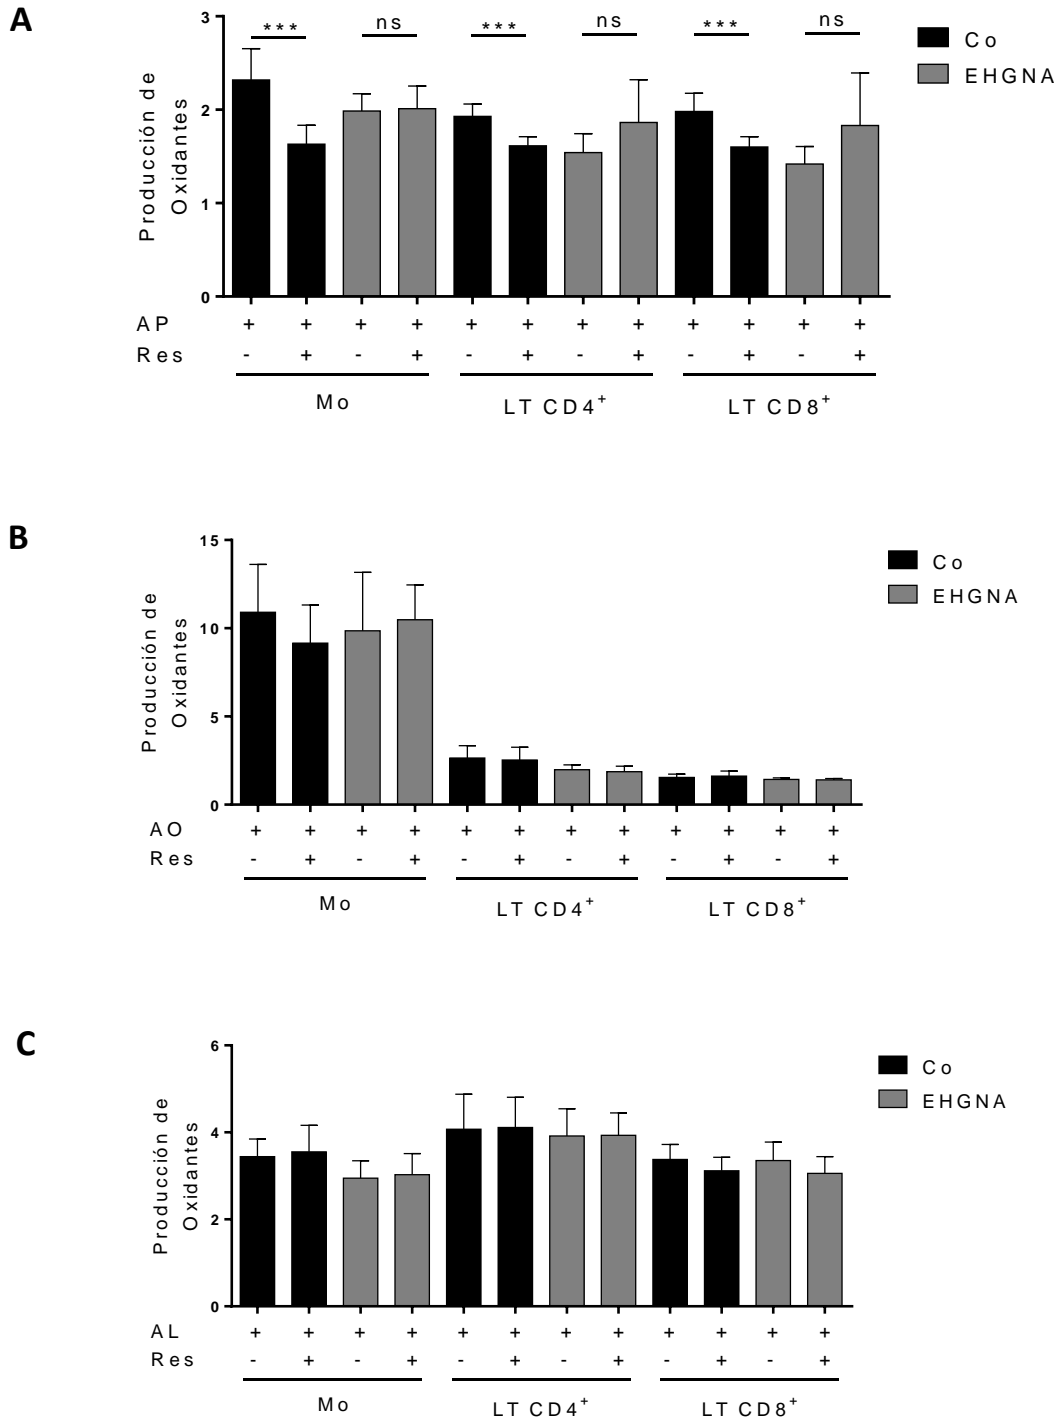 A
3
2
1
0
Producción de
Oxidantes
*** ns *** ns *** ns
Co
EHGNA
AP + + + + + + + + + + + +
Res - + - + - + - + - + - +
Mo LT CD4+ LT CD8+
B
15
10
5
0
Producción de
Oxidantes
Co
EHGNA
AO + + + + + + + + + + + +
Res - + - + - + - + - + - +
Mo LT CD4+ LT CD8+
C
6
4
2
0
Producción de
Oxidantes
Co
EHGNA
AL + + + + + + + + + + + +
Res - + - + - + - + - + - +
Mo LT CD4+ LT CD8+